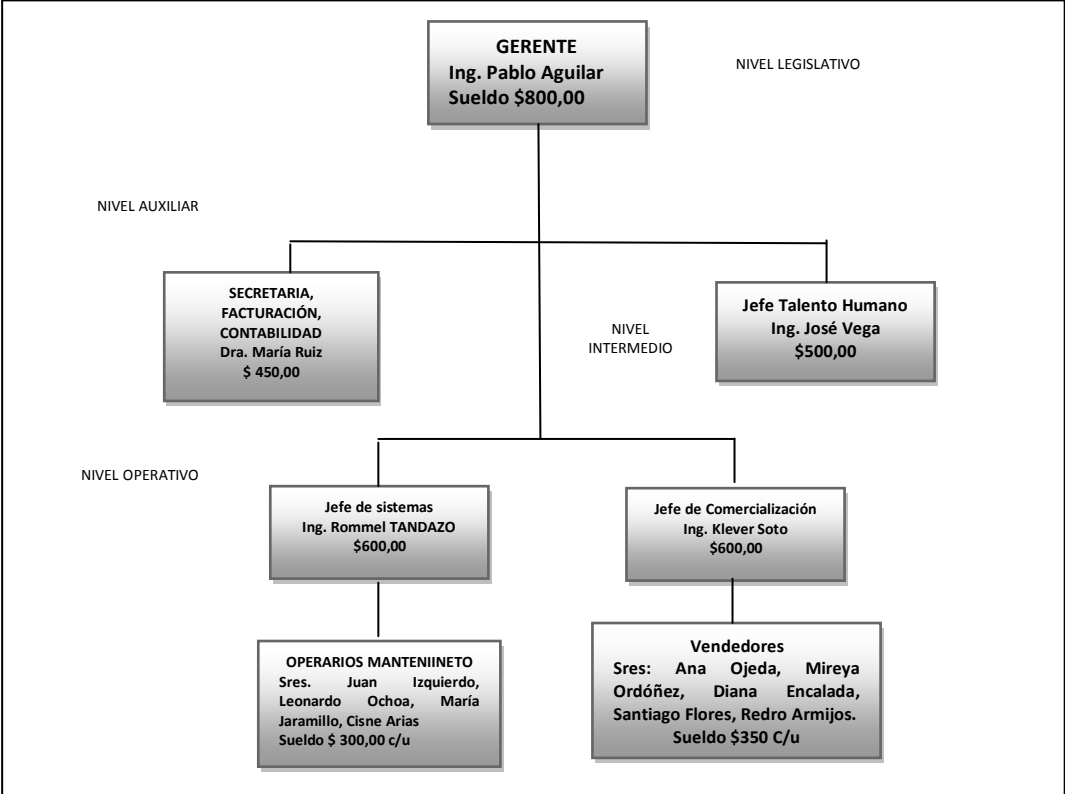 GERENTE
Ing. Pablo Aguilar
Sueldo $800,00
NIVEL LEGISLATIVO
NIVEL AUXILIAR
SECRETARIA,
FACTURACIÓN,
CONTABILIDAD
Dra. María Ruiz
$ 450,00
NIVEL
INTERMEDIO
Jefe Talento Humano
Ing. José Vega
$500,00
NIVEL OPERATIVO
Jefe de sistemas
Ing. Rommel TANDAZO
$600,00
Jefe de Comercialización
Ing. Klever Soto
$600,00
OPERARIOS MANTENIINETO
Sres. Juan Izquierdo,
Leonardo Ochoa, María
Jaramillo, Cisne Arias
Sueldo $ 300,00 c/u
Vendedores
Sres: Ana Ojeda, Mireya
Ordóñez, Diana Encalada,
Santiago Flores, Redro Armijos.
Sueldo $350 C/u